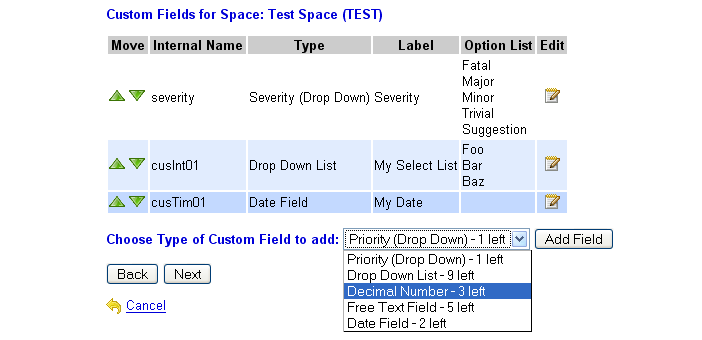 Custom Fields for Space: Test Space (TEST)
Move Internal Name Type Label Option List Edit
severity Severity (Drop Down) Severity Fatal
Major
Minor
Trivial
Suggestion
cusInt01 Drop Down List My Select List Foo
Bar
Baz
cusTim01 Date Field My Date
Choose Type of Custom Field to add: Priority (Drop Down) - 1 left Add Field
Priority (Drop Down) - 1 left
Drop Down List - 9 left
Decimal Number - 3 left
Free Text Field - 5 left
Date Field - 2 left
Back Next
Cancel